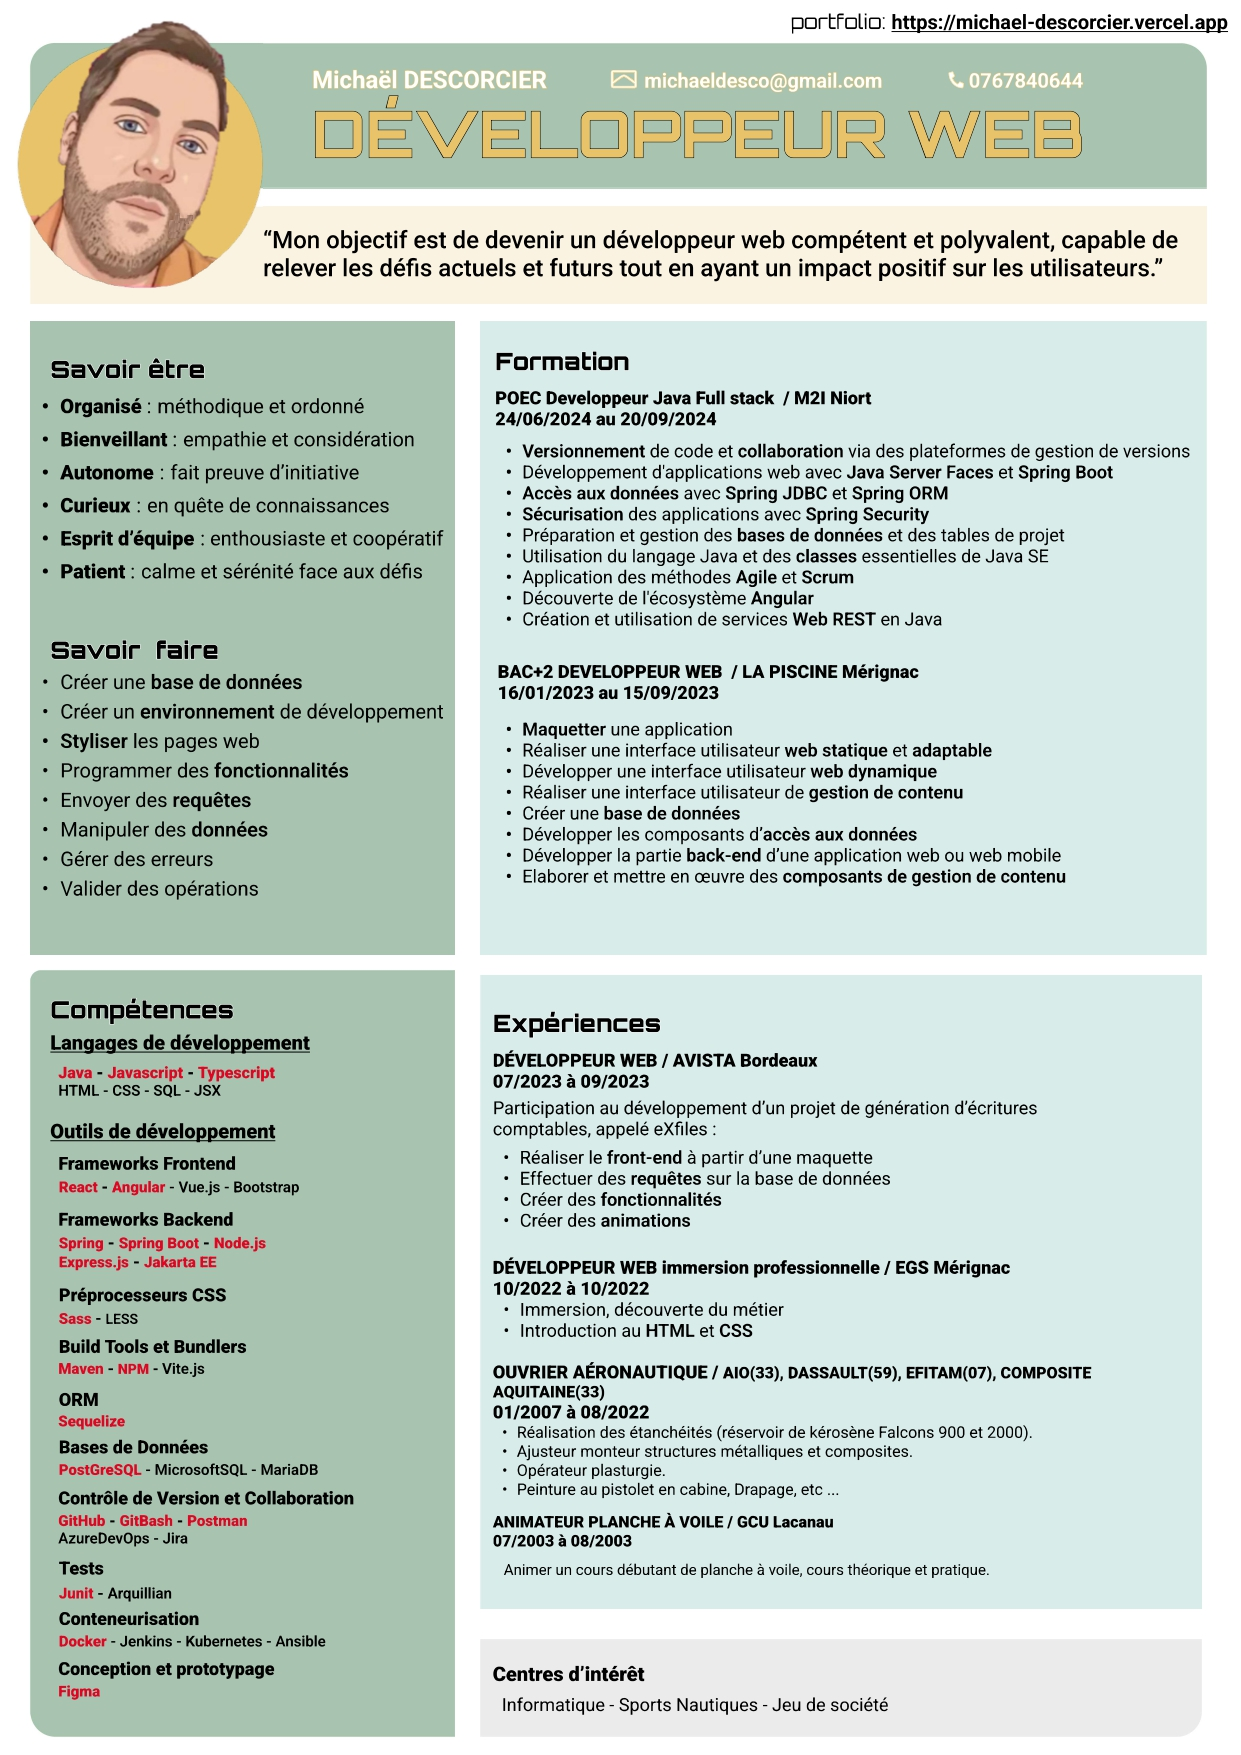 portfolio: https://michael-descorcier.vercel.app
Michaël DESCORCIER michaeldesco@gmail.com 0767840644
DÉVELOPPEUR WEB
“Mon objectif est de devenir un développeur web compétent et polyvalent, capable de
relever les défis actuels et futurs tout en ayant un impact positif sur les utilisateurs.”
Savoir être
• Organisé : méthodique et ordonné
• Bienveillant : empathie et considération
• Autonome : fait preuve d’initiative
• Curieux : en quête de connaissances
• Esprit d’équipe : enthousiaste et coopératif
• Patient : calme et sérénité face aux défis
Savoir faire
• Créer une base de données
• Créer un environnement de développement
• Styliser les pages web
• Programmer des fonctionnalités
• Envoyer des requêtes
• Manipuler des données
• Gérer des erreurs
• Valider des opérations
Formation
POEC Developpeur Java Full stack / M2I Niort
24/06/2024 au 20/09/2024
• Versionnement de code et collaboration via des plateformes de gestion de versions
• Développement d'applications web avec Java Server Faces et Spring Boot
• Accès aux données avec Spring JDBC et Spring ORM
• Sécurisation des applications avec Spring Security
• Préparation et gestion des bases de données et des tables de projet
• Utilisation du langage Java et des classes essentielles de Java SE
• Application des méthodes Agile et Scrum
• Découverte de l'écosystème Angular
• Création et utilisation de services Web REST en Java
BAC+2 DEVELOPPEUR WEB / LA PISCINE Mérignac
16/01/2023 au 15/09/2023
• Maquetter une application
• Réaliser une interface utilisateur web statique et adaptable
• Développer une interface utilisateur web dynamique
• Réaliser une interface utilisateur de gestion de contenu
• Créer une base de données
• Développer les composants d’accès aux données
• Développer la partie back-end d’une application web ou web mobile
• Elaborer et mettre en œuvre des composants de gestion de contenu
Compétences
Langages de développement
Java - Javascript - Typescript
HTML - CSS - SQL - JSX
Outils de développement
Frameworks Frontend
React - Angular - Vue.js - Bootstrap
Frameworks Backend
Spring - Spring Boot - Node.js
Express.js - Jakarta EE
Préprocesseurs CSS
Sass - LESS
Build Tools et Bundlers
Maven - NPM - Vite.js
ORM
Sequelize
Bases de Données
PostGreSQL - MicrosoftSQL - MariaDB
Contrôle de Version et Collaboration
GitHub - GitBash - Postman
AzureDevOps - Jira
Tests
Junit - Arquillian
Conteneurisation
Docker - Jenkins - Kubernetes - Ansible
Conception et prototypage
Figma
Expériences
DÉVELOPPEUR WEB / AVISTA Bordeaux
07/2023 à 09/2023
Participation au développement d’un projet de génération d’écritures
comptables, appelé eXfiles :
• Réaliser le front-end à partir d’une maquette
• Effectuer des requêtes sur la base de données
• Créer des fonctionnalités
• Créer des animations
DÉVELOPPEUR WEB immersion professionnelle / EGS Mérignac
10/2022 à 10/2022
• Immersion, découverte du métier
• Introduction au HTML et CSS
OUVRIER AÉRONAUTIQUE / AIO(33), DASSAULT(59), EFITAM(07), COMPOSITE
AQUITAINE(33)
01/2007 à 08/2022
• Réalisation des étanchéités (réservoir de kérosène Falcons 900 et 2000).
• Ajusteur monteur structures métalliques et composites.
• Opérateur plasturgie.
• Peinture au pistolet en cabine, Drapage, etc ...
ANIMATEUR PLANCHE À VOILE / GCU Lacanau
07/2003 à 08/2003
Animer un cours débutant de planche à voile, cours théorique et pratique.
Centres d’intérêt
Informatique - Sports Nautiques - Jeu de société